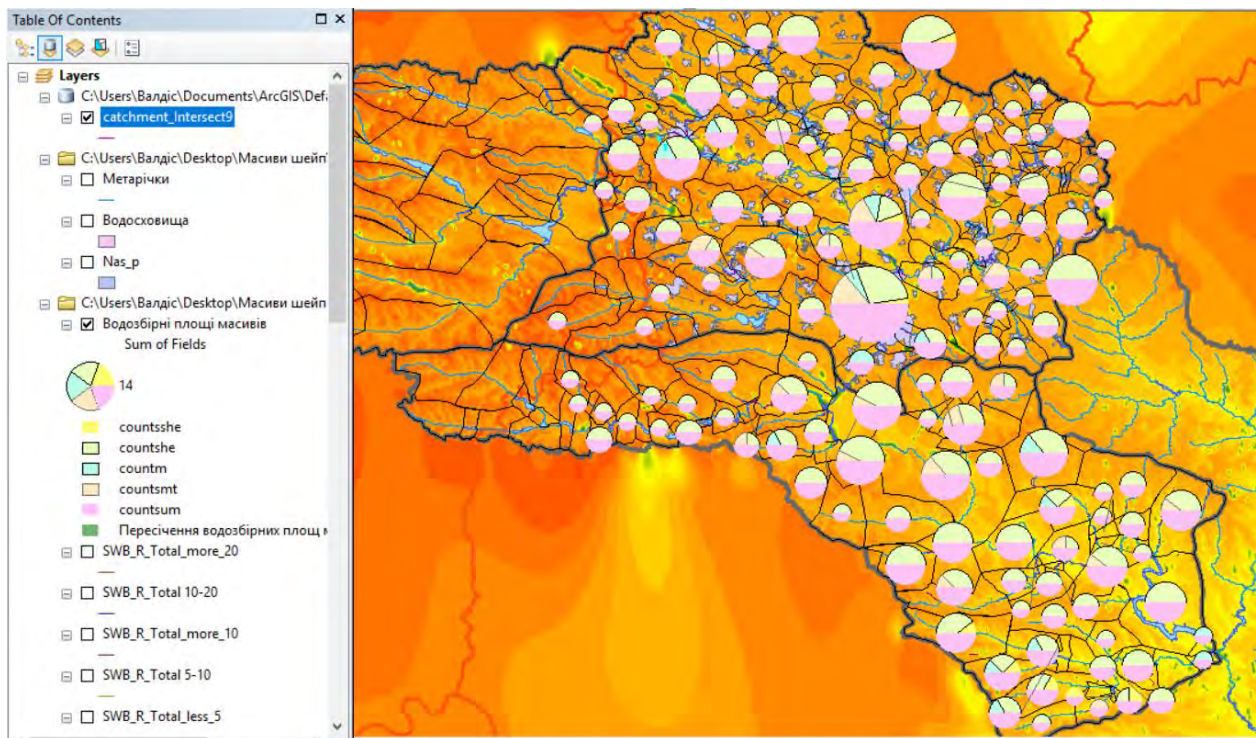 Table Of Contents
Layers
C:\Users\Валдіс\Documents\ArcGIS\Defa
catchment_Intersect9
C:\Users\Валдіс\Desktop\Масиви шейп
Метарічки
Водосховища
Nas_p
C:\Users\Валдіс\Desktop\Масиви шейп
Водозбірні площі масивів
Sum of Fields
14
countsshe
countshe
countm
countsmt
countsum
Пересічення водозбірних площ м
SWB_R_Total_more_20
SWB_R_Total 10-20
SWB_R_Total_more_10
SWB_R_Total 5-10
SWB_R_Total_less_5